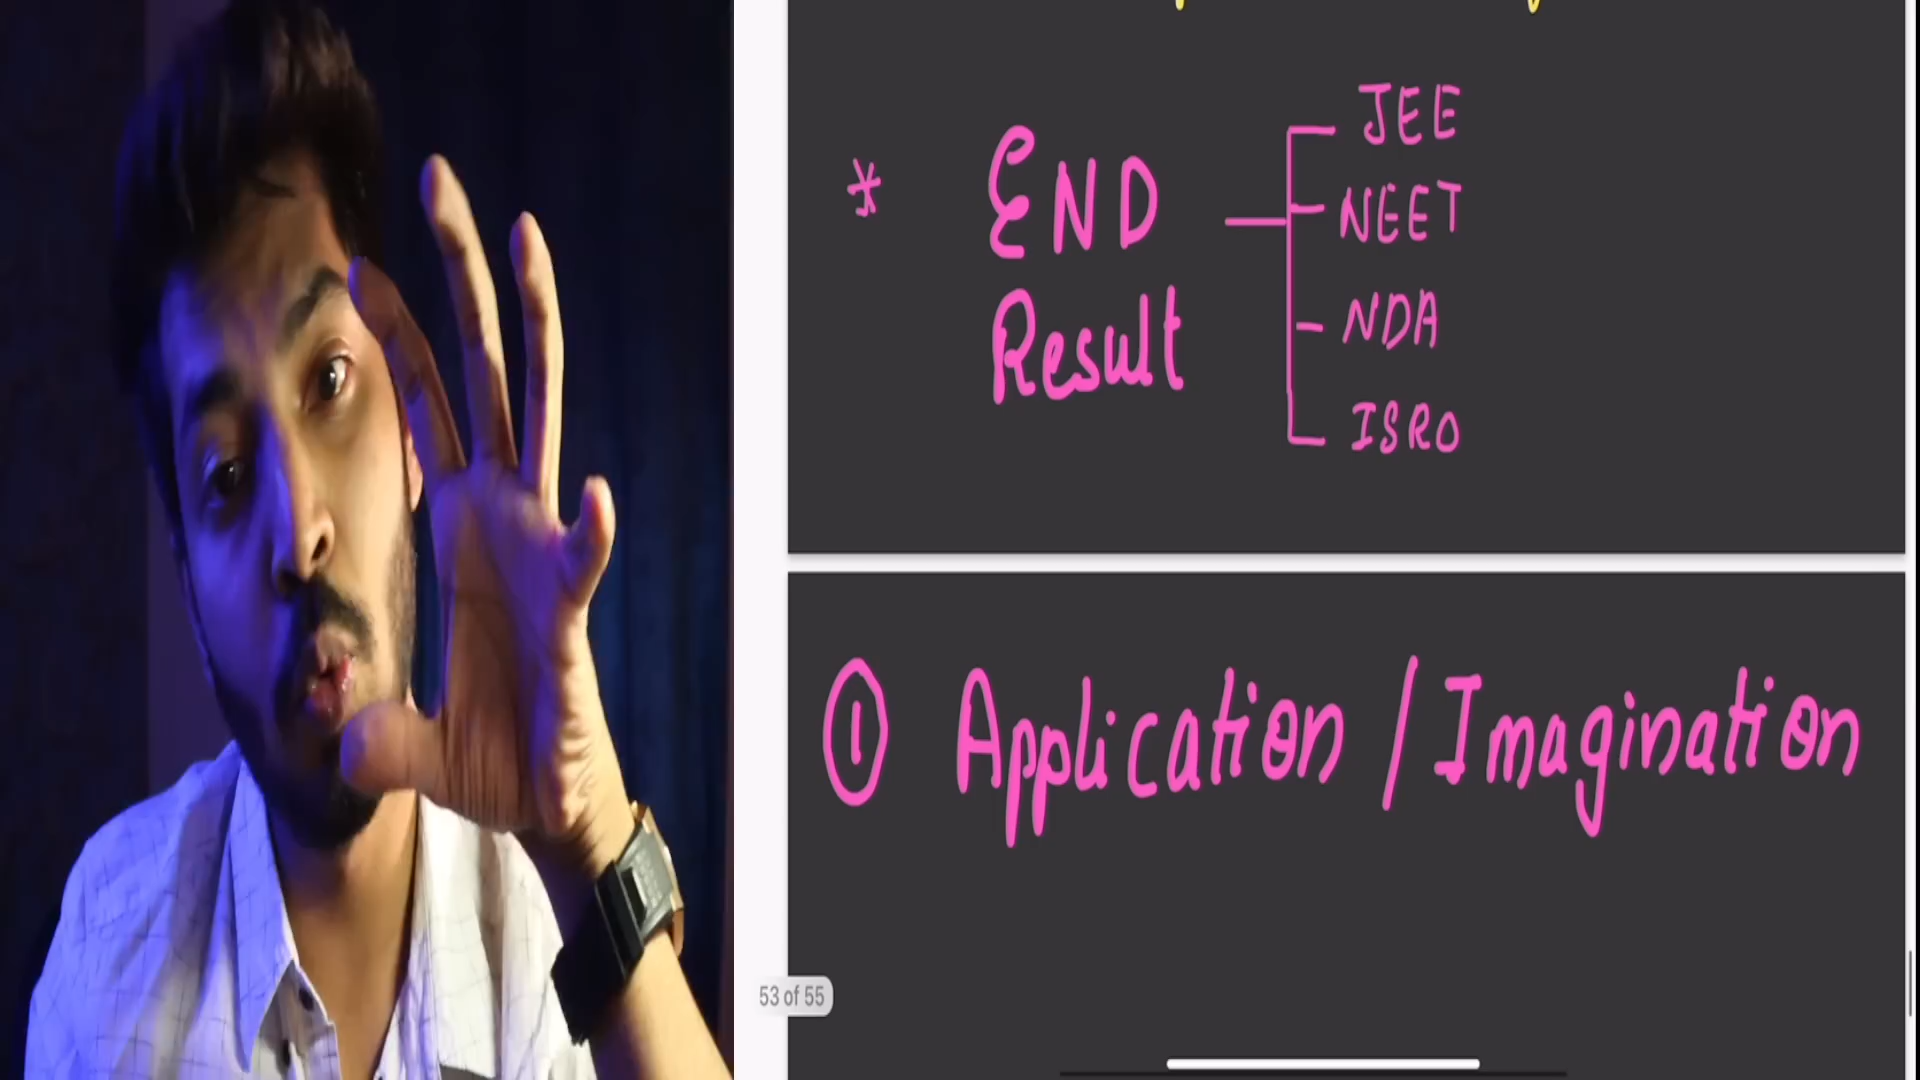 * END Result
JEE
NEET
NDA
ISRO
① Application / Imagination
53 of 55